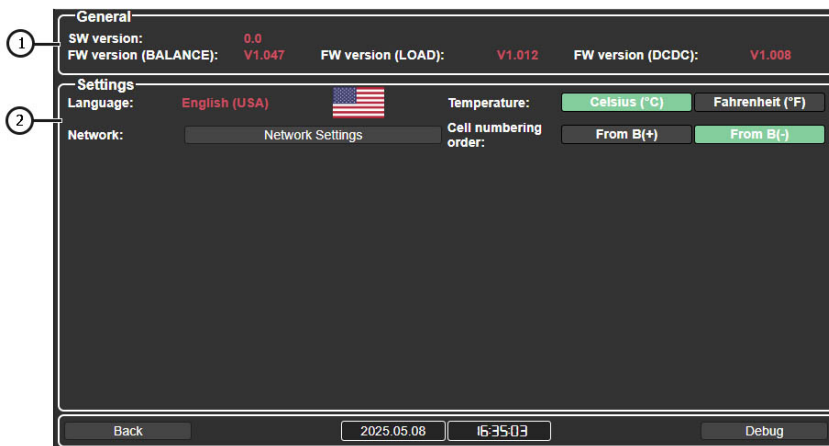 General
1
SW version: 0.0
FW version (BALANCE): V1.047 FW version (LOAD): V1.012 FW version (DCDC): V1.008
Settings
2
Language: English (USA) Temperature: Celsius (°C) Fahrenheit (°F)
Network: Network Settings Cell numbering order: From B(+) From B(-)
Back 2025.05.08 16:35:03 Debug